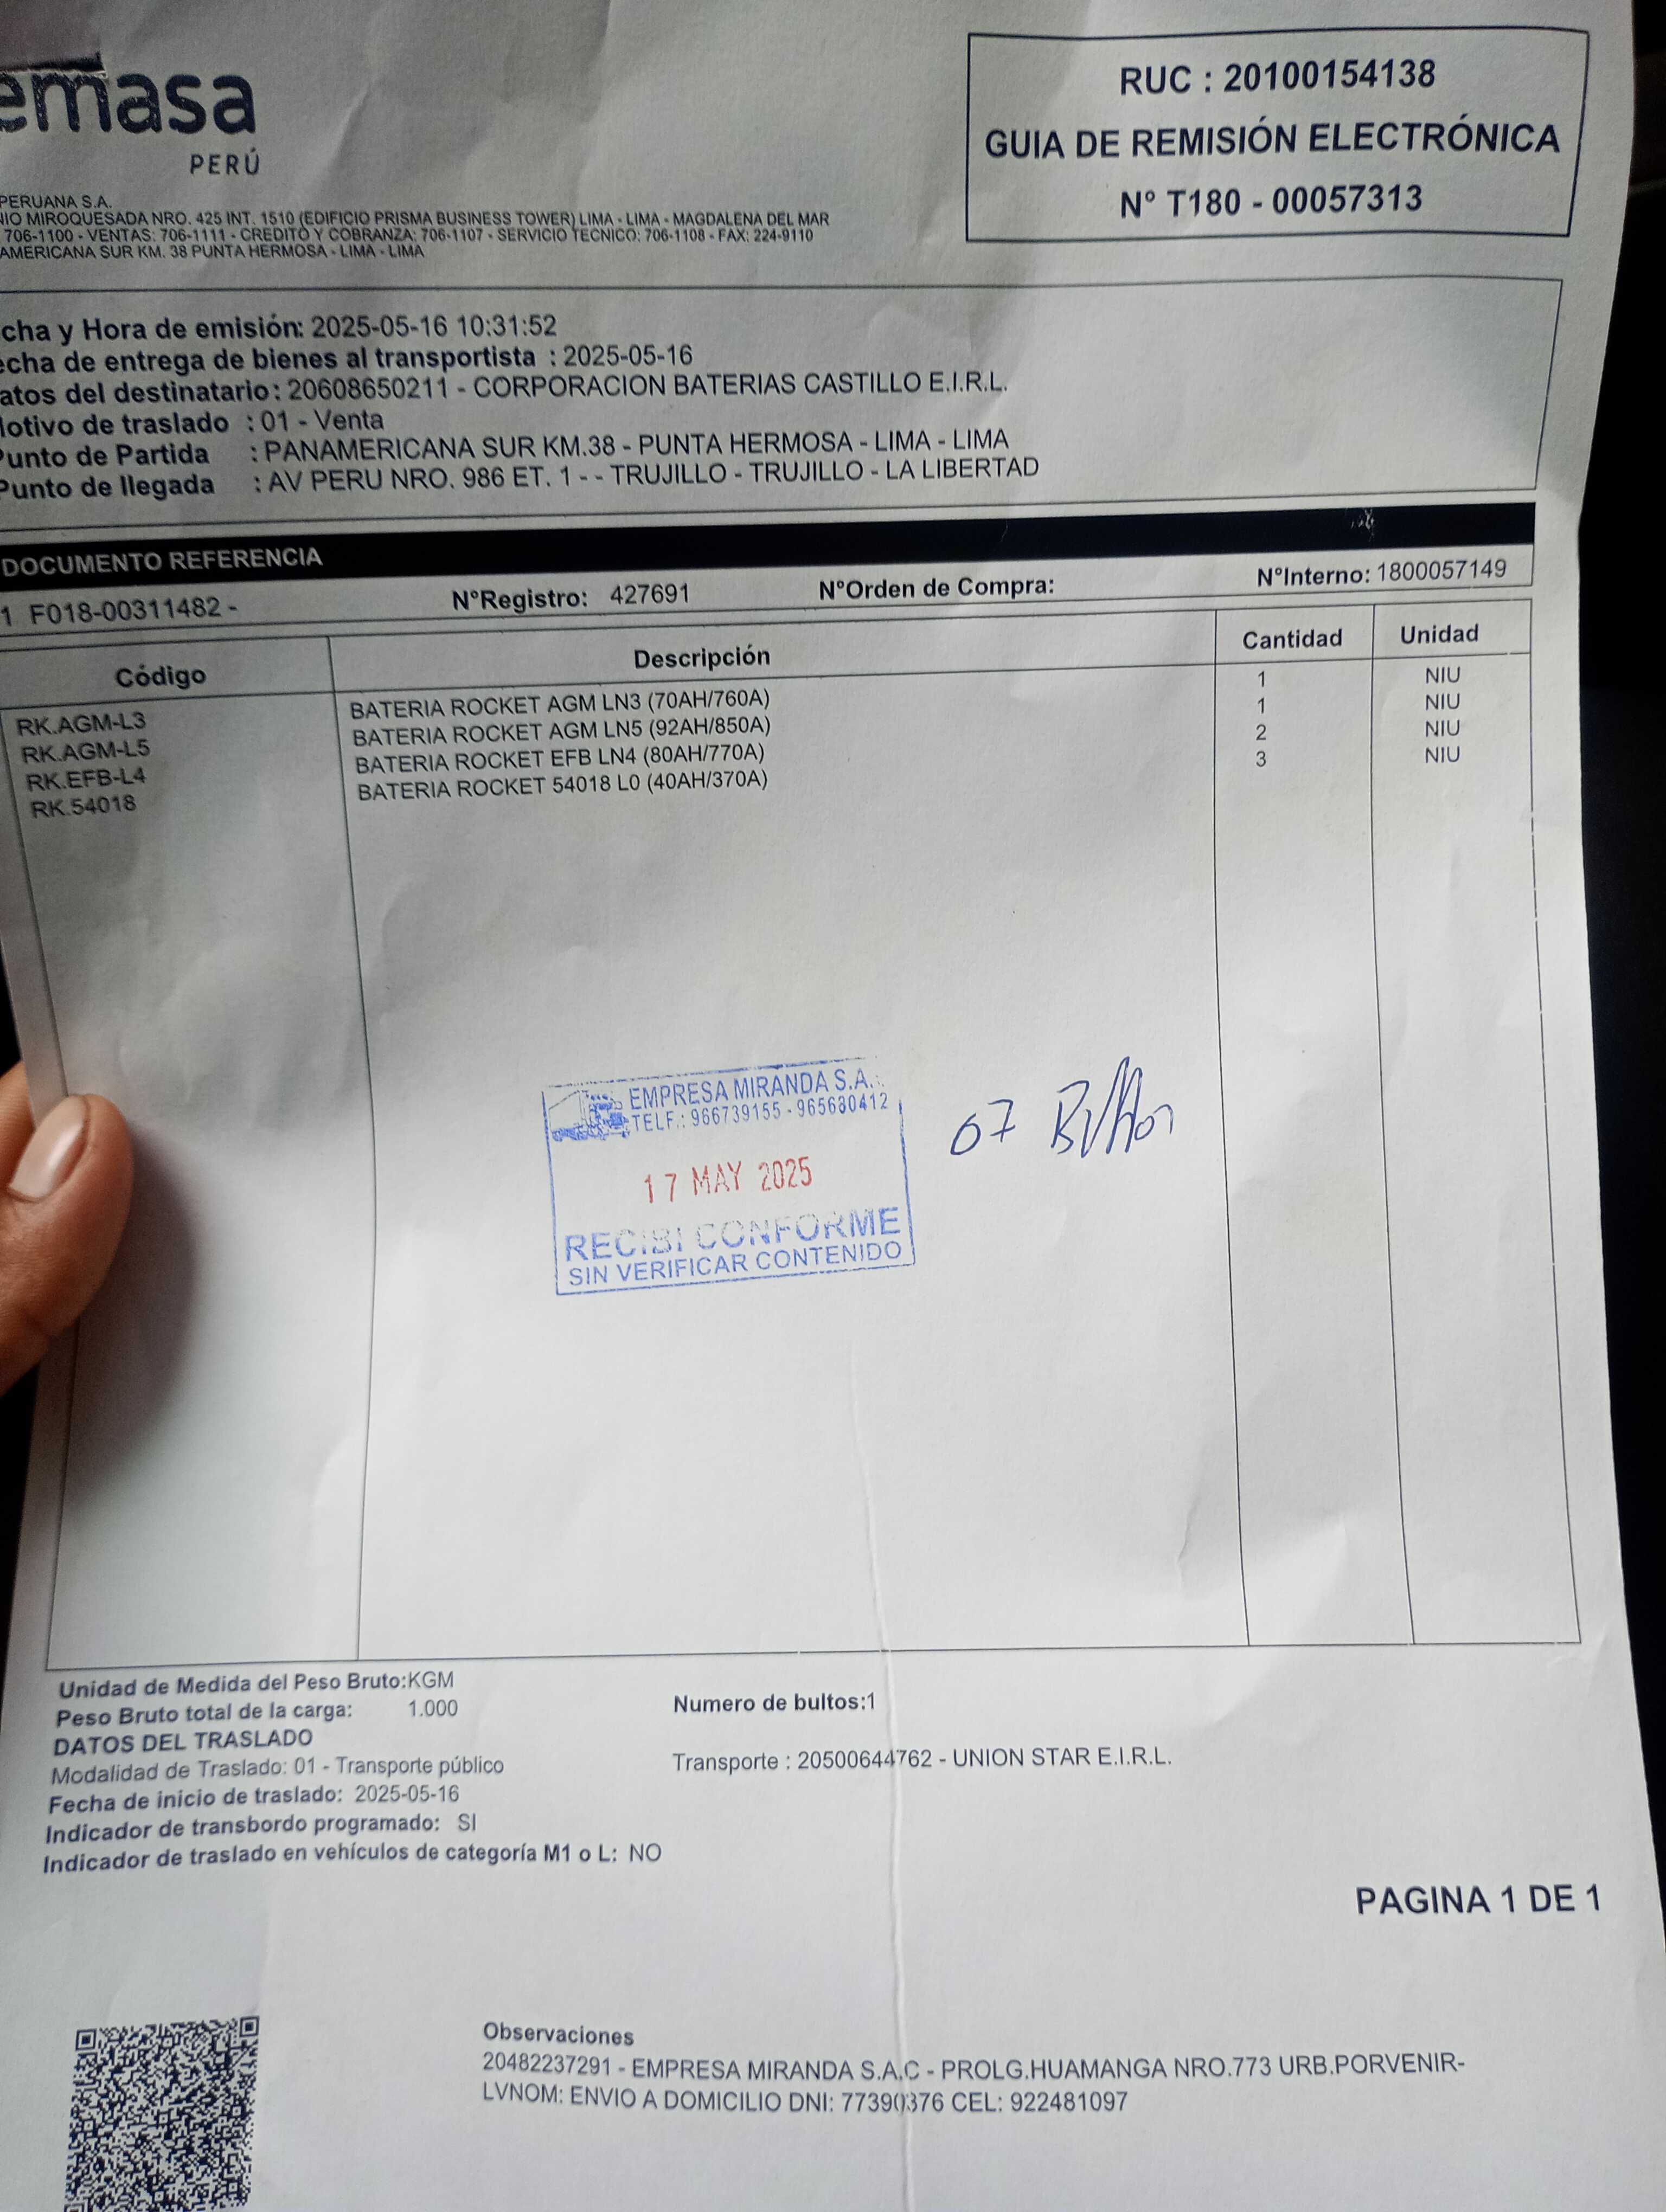 emasa
PERÚ
RUC : 20100154138
GUIA DE REMISIÓN ELECTRÓNICA
N° T180 - 00057313
PERUANA S.A.
MIROQUESADA NRO. 425 INT. 1510 (EDIFICIO PRISMA BUSINESS TOWER) LIMA - LIMA - MAGDALENA DEL MAR
706-1100 - VENTAS: 706-1111 - CREDITO Y COBRANZA: 706-1107 - SERVICIO TECNICO: 706-1108 - FAX: 224-9110
AMERICANA SUR KM. 38 PUNTA HERMOSA - LIMA - LIMA
cha y Hora de emisión: 2025-05-16 10:31:52
echa de entrega de bienes al transportista : 2025-05-16
atos del destinatario : 20608650211 - CORPORACION BATERIAS CASTILLO E.I.R.L.
otivo de traslado : 01 - Venta
Punto de Partida : PANAMERICANA SUR KM.38 - PUNTA HERMOSA - LIMA - LIMA
Punto de llegada : AV PERU NRO. 986 ET. 1 - - TRUJILLO - TRUJILLO - LA LIBERTAD
DOCUMENTO REFERENCIA
1 F018-00311482 - N°Registro: 427691 N°Orden de Compra: N°Interno: 1800057149
Código Descripción Cantidad Unidad
RK.AGM-L3 BATERIA ROCKET AGM LN3 (70AH/760A) 1 NIU
RK.AGM-L5 BATERIA ROCKET AGM LN5 (92AH/850A) 1 NIU
RK.EFB-L4 BATERIA ROCKET EFB LN4 (80AH/770A) 2 NIU
RK.54018 BATERIA ROCKET 54018 L0 (40AH/370A) 3 NIU
EMPRESA MIRANDA S.A.
TELF.: 966739155 - 965680412
17 MAY 2025
RECIBI CONFORME
SIN VERIFICAR CONTENIDO
07 Bultos
Unidad de Medida del Peso Bruto:KGM
Peso Bruto total de la carga: 1.000 Numero de bultos:1
DATOS DEL TRASLADO
Modalidad de Traslado: 01 - Transporte público Transporte : 20500644762 - UNION STAR E.I.R.L.
Fecha de inicio de traslado: 2025-05-16
Indicador de transbordo programado: SI
Indicador de traslado en vehículos de categoría M1 o L: NO
PAGINA 1 DE 1
Observaciones
20482237291 - EMPRESA MIRANDA S.A.C - PROLG.HUAMANGA NRO.773 URB.PORVENIR-
LVNOM: ENVIO A DOMICILIO DNI: 77390376 CEL: 922481097